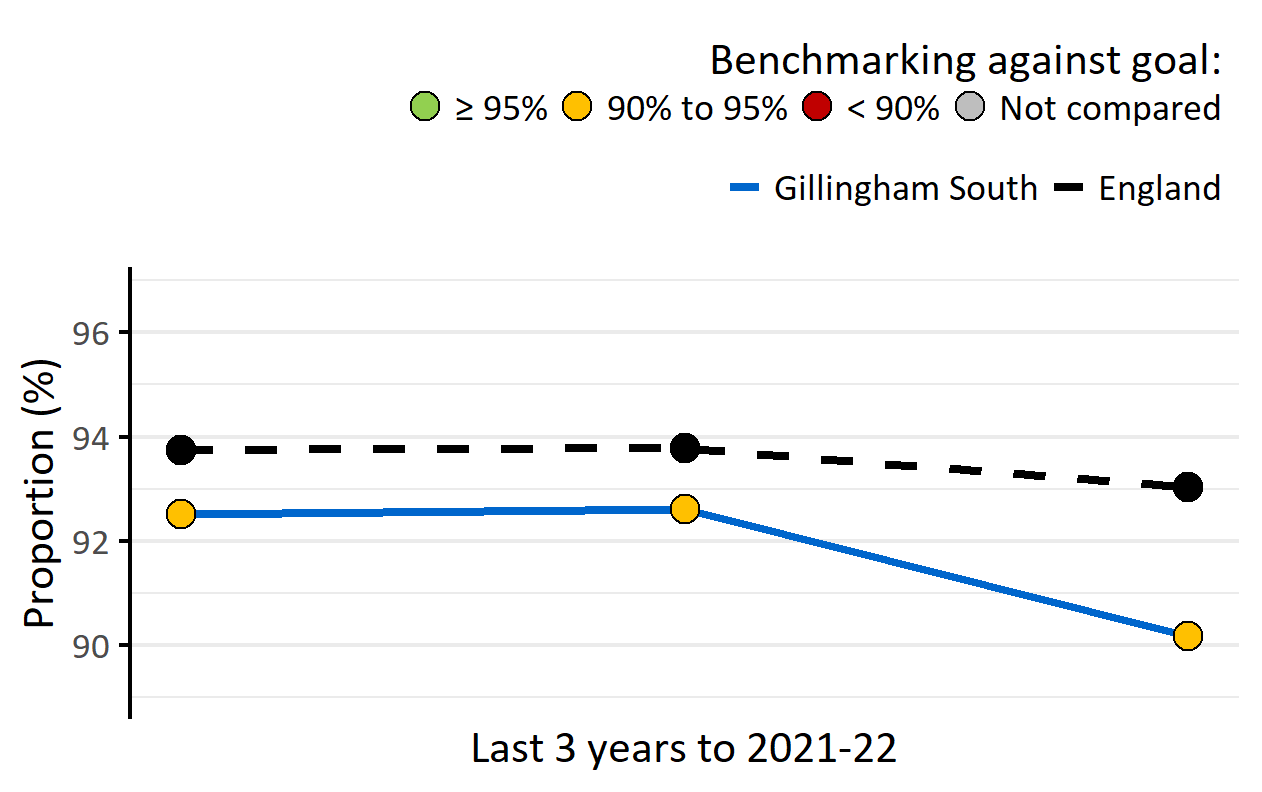 Benchmarking against goal:
≥ 95% 90% to 95% < 90% Not compared
Gillingham South England
96
94
92
90
Proportion (%)
Last 3 years to 2021-22